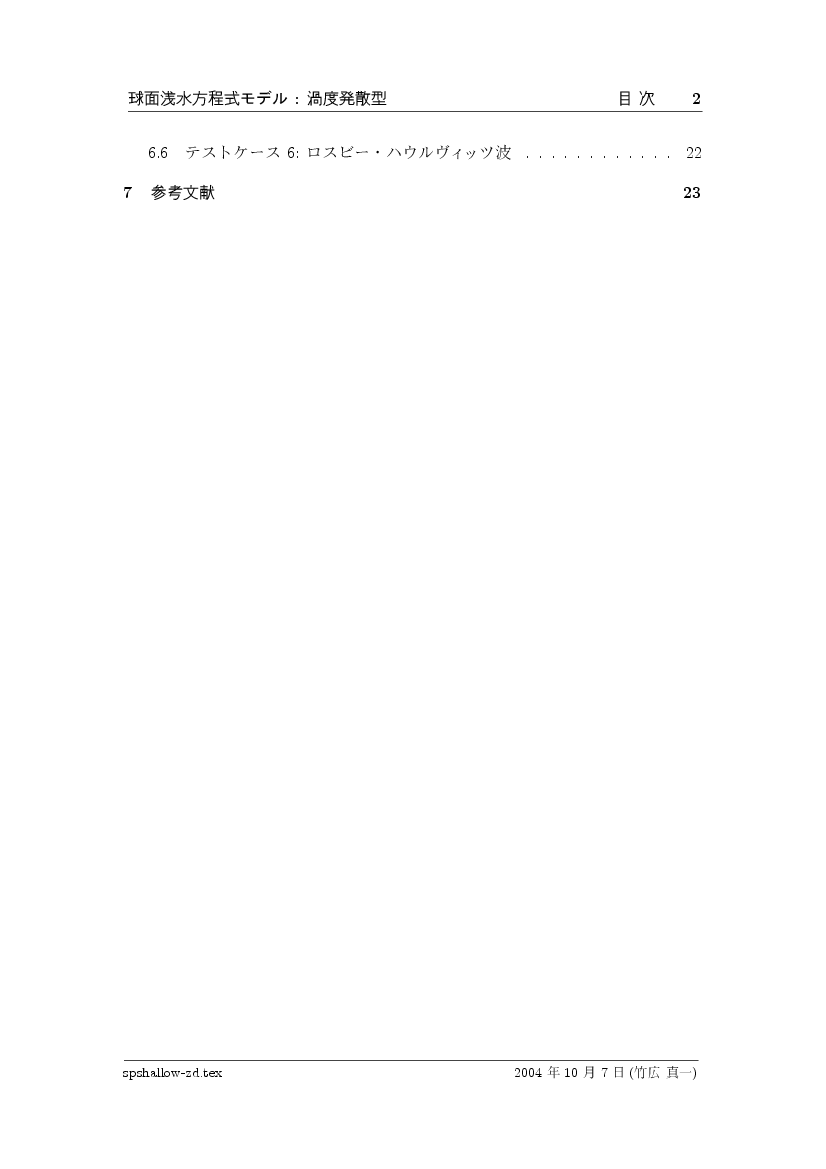 球面浅水方程式モデル : 渦度発散型 目 次 2
6.6 テストケース 6: ロスビー・ハウルヴィッツ波 . . . . . . . . . . . . 22
7 参考文献 23
spshallow-zd.tex 2004 年 10 月 7 日 (竹広 真一)